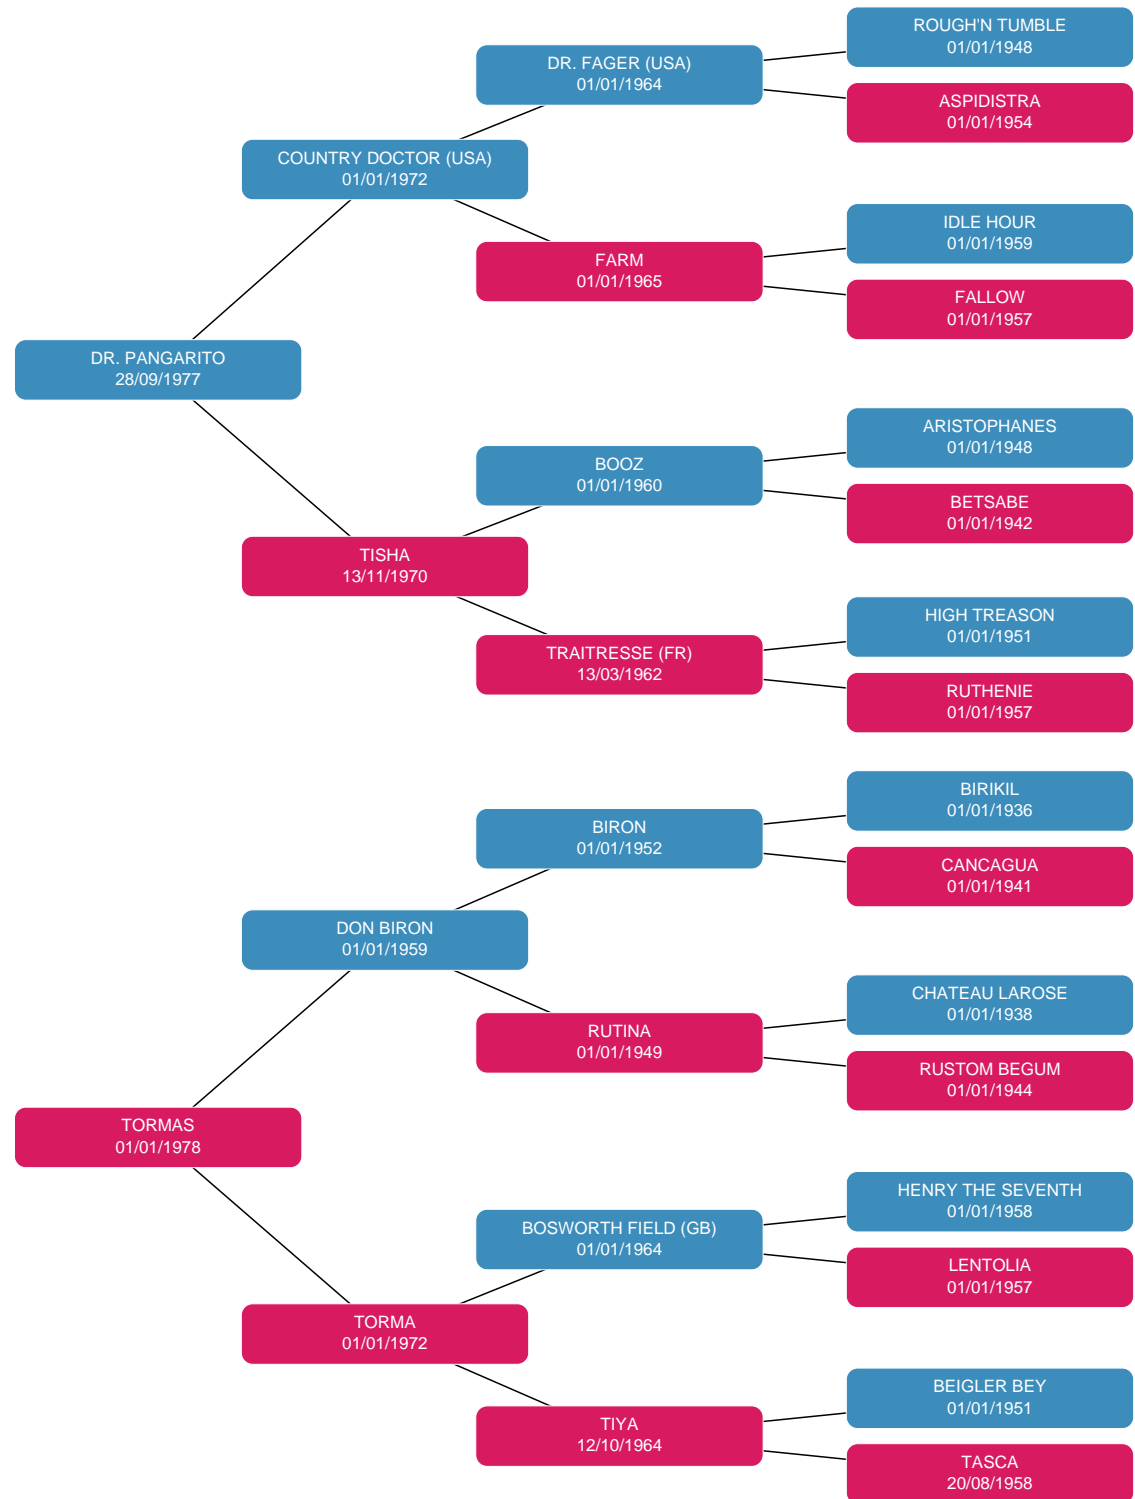 ROUGH'N TUMBLE
01/01/1948
DR. FAGER (USA)
01/01/1964
ASPIDISTRA
01/01/1954
COUNTRY DOCTOR (USA)
01/01/1972
IDLE HOUR
01/01/1959
FARM
01/01/1965
FALLOW
01/01/1957
DR. PANGARITO
28/09/1977
ARISTOPHANES
01/01/1948
BOOZ
01/01/1960
BETSABE
01/01/1942
TISHA
13/11/1970
HIGH TREASON
01/01/1951
TRAITRESSE (FR)
13/03/1962
RUTHENIE
01/01/1957
BIRIKIL
01/01/1936
BIRON
01/01/1952
CANCAGUA
01/01/1941
DON BIRON
01/01/1959
CHATEAU LAROSE
01/01/1938
RUTINA
01/01/1949
RUSTOM BEGUM
01/01/1944
TORMAS
01/01/1978
HENRY THE SEVENTH
01/01/1958
BOSWORTH FIELD (GB)
01/01/1964
LENTOLIA
01/01/1957
TORMA
01/01/1972
BEIGLER BEY
01/01/1951
TIYA
12/10/1964
TASCA
20/08/1958